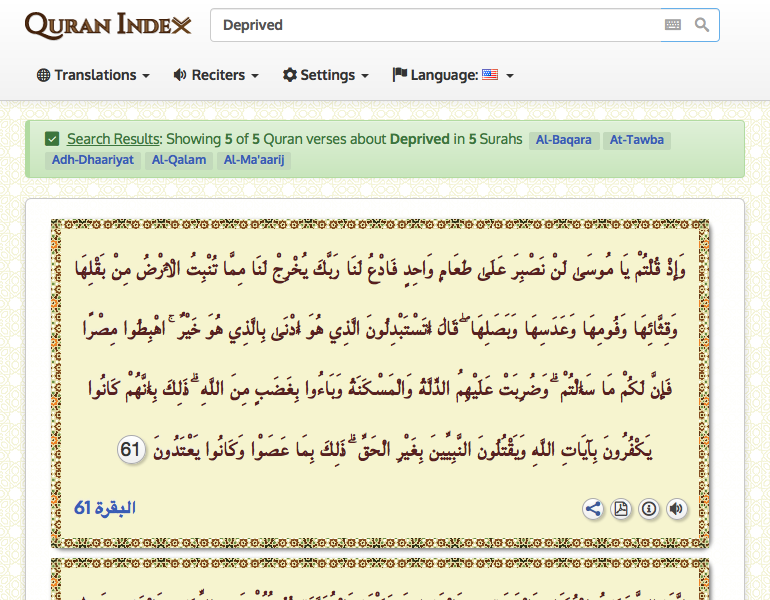 QURAN INDEX
Deprived
Translations Reciters Settings Language:
Search Results: Showing 5 of 5 Quran verses about Deprived in 5 Surahs Al-Baqara At-Tawba
Adh-Dhaariyat Al-Qalam Al-Ma'aarij
وَإِذْ قُلْتُمْ يَا مُوسَى لَنْ نَصْبِرَ عَلَى طَعَامٍ وَاحِدٍ فَادْعُ لَنَا رَبَّكَ يُخْرِجْ لَنَا مِمَّا تُنْبِتُ الْأَرْضُ مِنْ بَقْلِهَا
وَقِثَّائِهَا وَفُومِهَا وَعَدَسِهَا وَبَصَلِهَا ۖ قَالَ أَتَسْتَبْدِلُونَ الَّذِي هُوَ أَدْنَى بِالَّذِي هُوَ خَيْرٌ ۚ اهْبِطُوا مِصْرًا
فَإِنَّ لَكُمْ مَا سَأَلْتُمْ ۗ وَضُرِبَتْ عَلَيْهِمُ الذِّلَّةُ وَالْمَسْكَنَةُ وَبَاءُوا بِغَضَبٍ مِنَ اللَّهِ ۗ ذَلِكَ بِأَنَّهُمْ كَانُوا
يَكْفُرُونَ بِآيَاتِ اللَّهِ وَيَقْتُلُونَ النَّبِيِّينَ بِغَيْرِ الْحَقِّ ۗ ذَلِكَ بِمَا عَصَوْا وَكَانُوا يَعْتَدُونَ 61
البقرة 61